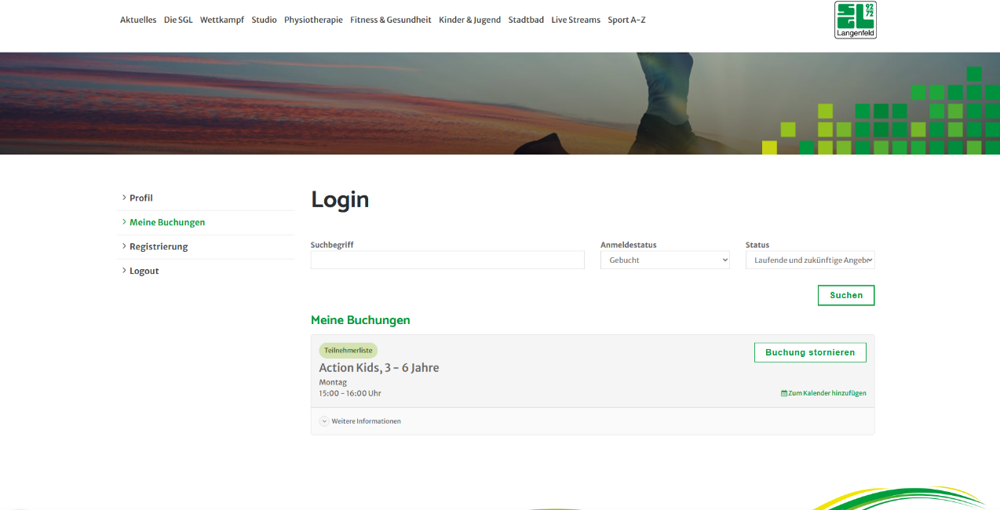 Aktuelles Die SGL Wettkampf Studio Physiotherapie Fitness & Gesundheit Kinder & Jugend Stadtbad Live Streams Sport A-Z
SGL 92 72
Langenfeld
Profil
Meine Buchungen
Registrierung
Logout
Login
Suchbegriff Anmeldestatus Status
Gebucht Laufende und zukünftige Angebo
Suchen
Meine Buchungen
Teilnehmerliste
Buchung stornieren
Action Kids, 3 - 6 Jahre
Montag
15:00 - 16:00 Uhr
Zum Kalender hinzufügen
Weitere Informationen